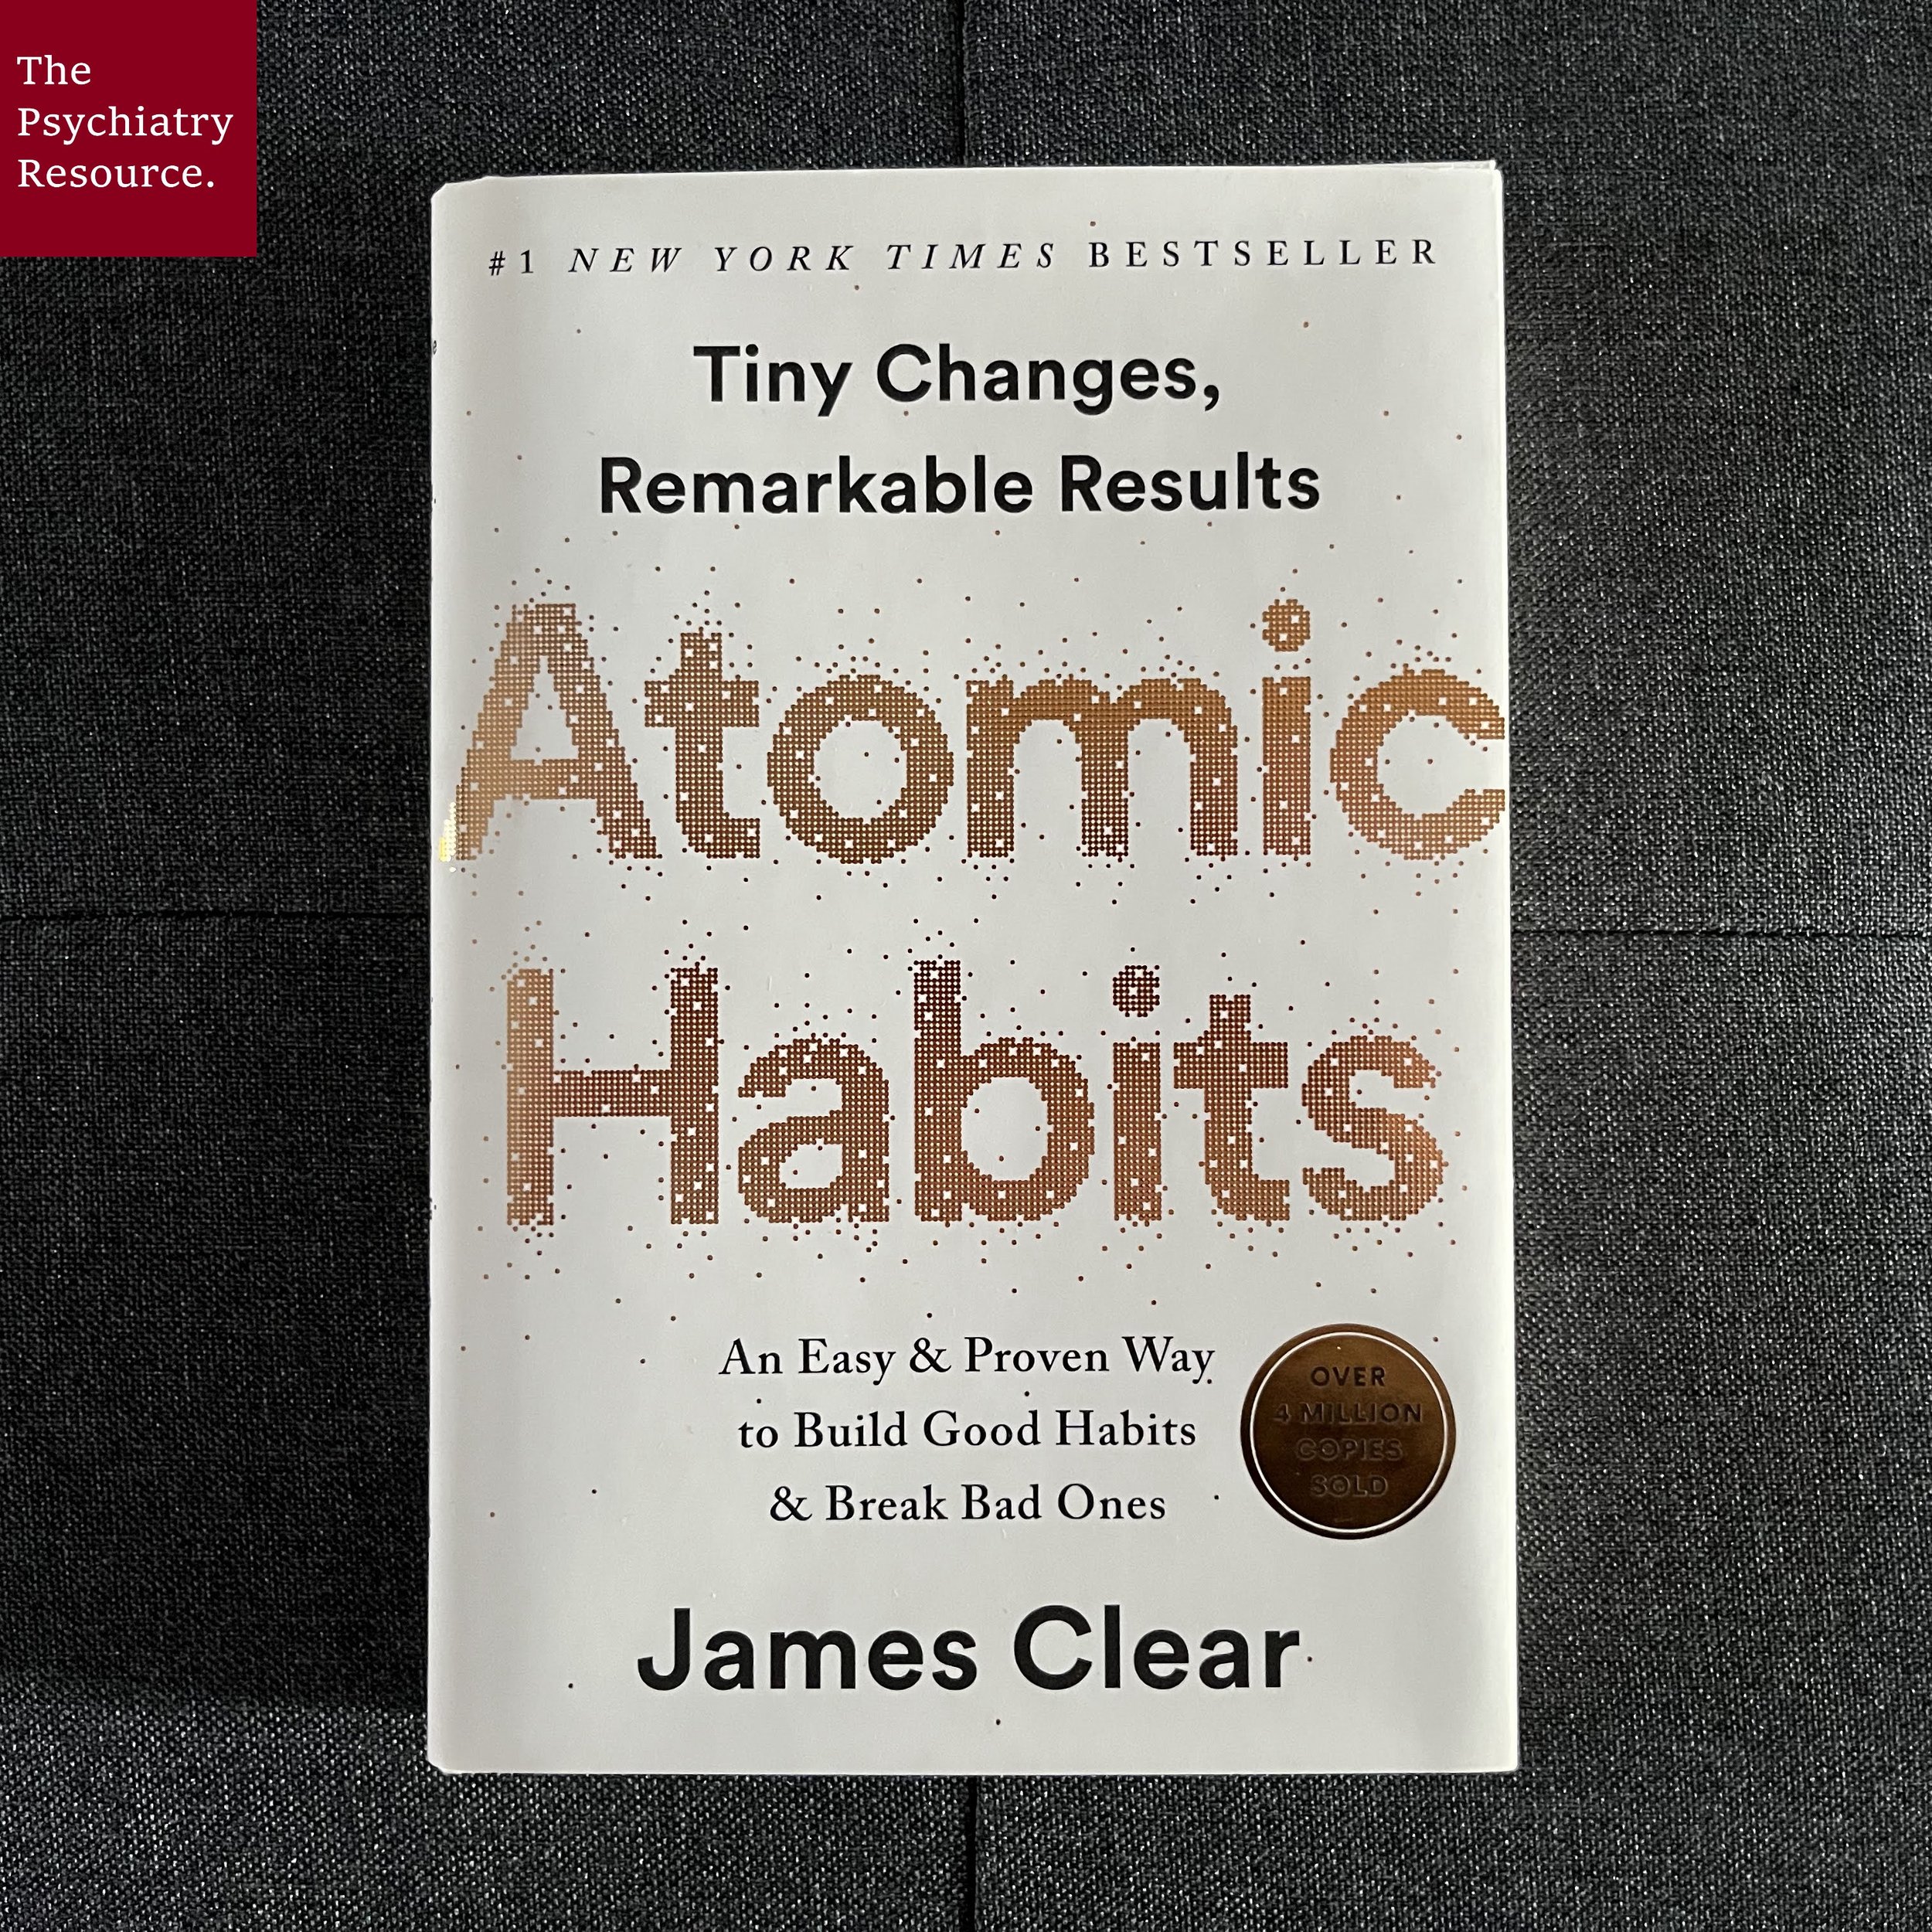 The
Psychiatry
Resource.
#1 NEW YORK TIMES BESTSELLER
Tiny Changes,
Remarkable Results
Atomic
Habits
An Easy & Proven Way
to Build Good Habits
& Break Bad Ones
OVER
4 MILLION
COPIES
SOLD
James Clear